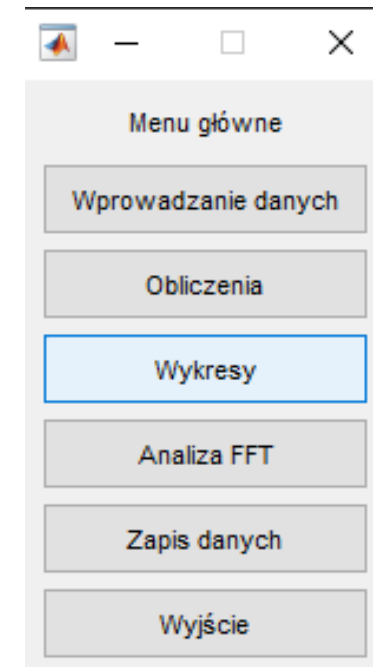 Menu główne
Wprowadzanie danych
Obliczenia
Wykresy
Analiza FFT
Zapis danych
Wyjście